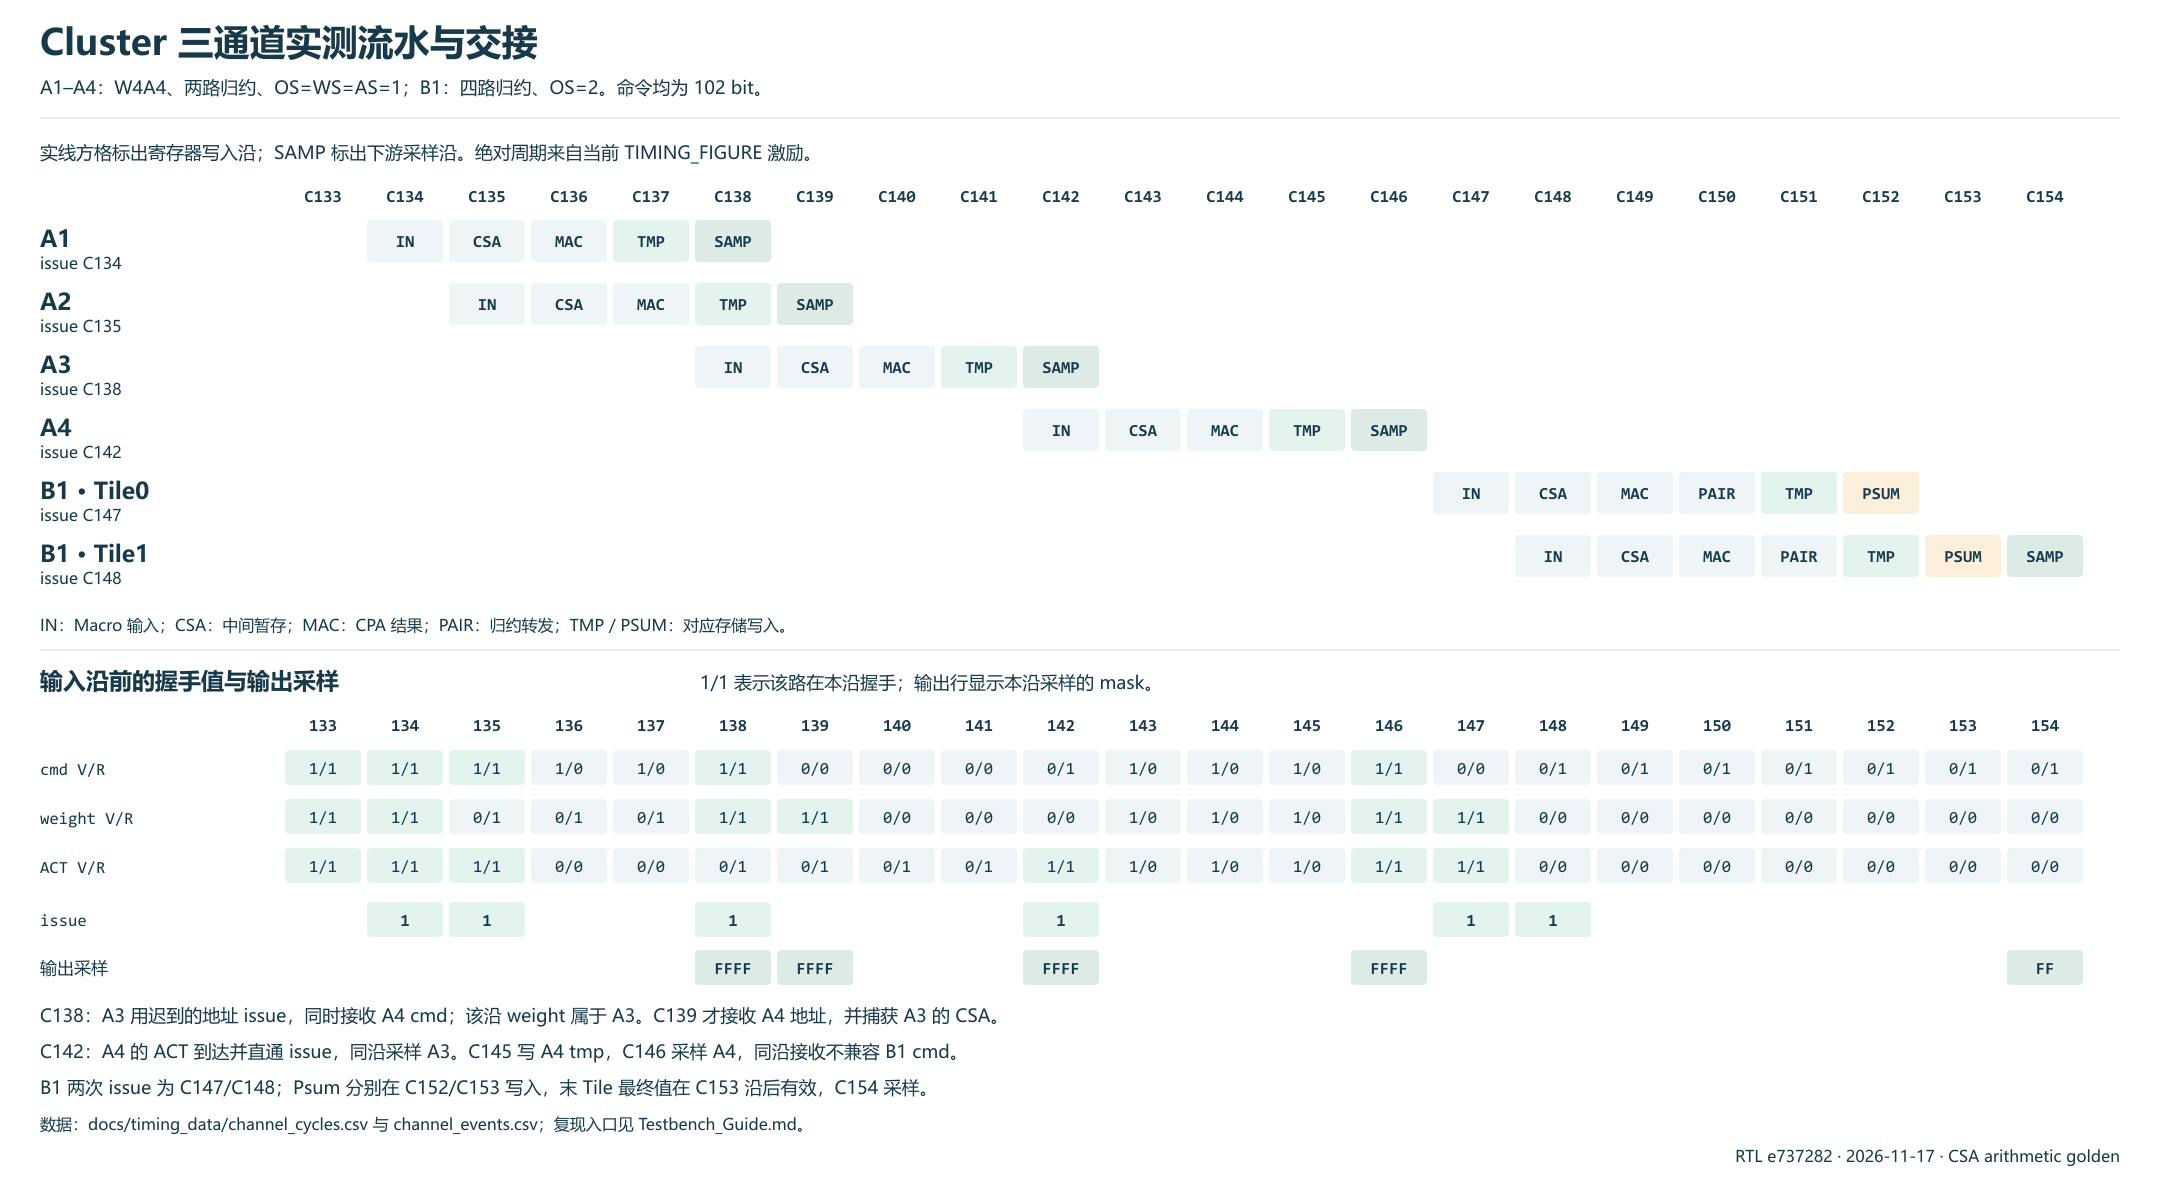 Cluster 三通道实测流水与交接
A1–A4：W4A4、两路归约、OS=WS=AS=1；B1：四路归约、OS=2。命令均为 102 bit。
实线方格标出寄存器写入沿；SAMP 标出下游采样沿。绝对周期来自当前 TIMING_FIGURE 激励。
C133 C134 C135 C136 C137 C138 C139 C140 C141 C142 C143 C144 C145 C146 C147 C148 C149 C150 C151 C152 C153 C154
A1 IN CSA MAC TMP SAMP
issue C134
A2 IN CSA MAC TMP SAMP
issue C135
A3 IN CSA MAC TMP SAMP
issue C138
A4 IN CSA MAC TMP SAMP
issue C142
B1 • Tile0 IN CSA MAC PAIR TMP PSUM
issue C147
B1 • Tile1 IN CSA MAC PAIR TMP PSUM SAMP
issue C148
IN：Macro 输入；CSA：中间暂存；MAC：CPA 结果；PAIR：归约转发；TMP / PSUM：对应存储写入。
输入沿前的握手值与输出采样 1/1 表示该路在本沿握手；输出行显示本沿采样的 mask。
133 134 135 136 137 138 139 140 141 142 143 144 145 146 147 148 149 150 151 152 153 154
cmd V/R 1/1 1/1 1/1 1/0 1/0 1/1 0/0 0/0 0/0 0/1 1/0 1/0 1/0 1/1 0/0 0/1 0/1 0/1 0/1 0/1 0/1 0/1
weight V/R 1/1 1/1 0/1 0/1 0/1 1/1 1/1 0/0 0/0 0/0 1/0 1/0 1/0 1/1 1/1 0/0 0/0 0/0 0/0 0/0 0/0 0/0
ACT V/R 1/1 1/1 1/1 0/0 0/0 0/1 0/1 0/1 0/1 1/1 1/0 1/0 1/0 1/1 1/1 0/0 0/0 0/0 0/0 0/0 0/0 0/0
issue 1 1 1 1 1 1
输出采样 FFFF FFFF FFFF FFFF FF
C138：A3 用迟到的地址 issue，同时接收 A4 cmd；该沿 weight 属于 A3。C139 才接收 A4 地址，并捕获 A3 的 CSA。
C142：A4 的 ACT 到达并直通 issue，同沿采样 A3。C145 写 A4 tmp，C146 采样 A4，同沿接收不兼容 B1 cmd。
B1 两次 issue 为 C147/C148；Psum 分别在 C152/C153 写入，末 Tile 最终值在 C153 沿后有效，C154 采样。
数据：docs/timing_data/channel_cycles.csv 与 channel_events.csv；复现入口见 Testbench_Guide.md。
RTL e737282 · 2026-11-17 · CSA arithmetic golden